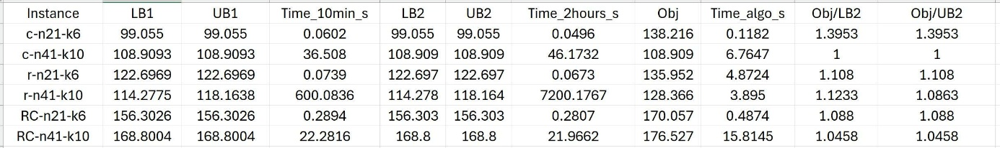 Instance LB1 UB1 Time_10min_s LB2 UB2 Time_2hours_s Obj Time_algo_s Obj/LB2 Obj/UB2
c-n21-k6 99.055 99.055 0.0602 99.055 99.055 0.0496 138.216 0.1182 1.3953 1.3953
c-n41-k10 108.9093 108.9093 36.508 108.909 108.909 46.1732 108.909 6.7647 1 1
r-n21-k6 122.6969 122.6969 0.0739 122.697 122.697 0.0673 135.952 4.8724 1.108 1.108
r-n41-k10 114.2775 118.1638 600.0836 114.278 118.164 7200.1767 128.366 3.895 1.1233 1.0863
RC-n21-k6 156.3026 156.3026 0.2894 156.303 156.303 0.2807 170.057 0.4874 1.088 1.088
RC-n41-k10 168.8004 168.8004 22.2816 168.8 168.8 21.9662 176.527 15.8145 1.0458 1.0458